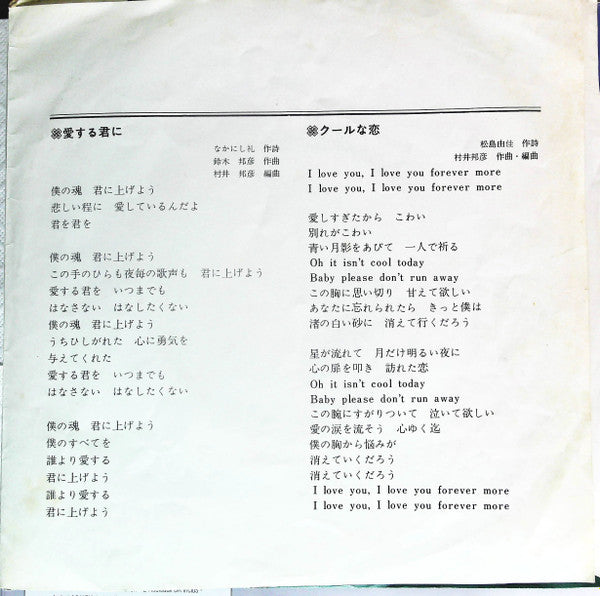 ※愛する君に
なかにし礼 作詩
鈴木 邦彦 作曲
村井 邦彦 編曲
僕の魂 君に上げよう
悲しい程に 愛しているんだよ
君を君を
僕の魂 君に上げよう
この手のひらも夜毎の歌声も 君に上げよう
愛する君を いつまでも
はなさない はなしたくない
僕の魂 君に上げよう
うちひしがれた 心に勇気を
与えてくれた
愛する君を いつまでも
はなさない はなしたくない
僕の魂 君に上げよう
僕のすべてを
誰より愛する
君に上げよう
誰より愛する
君に上げよう
※クールな恋
松島由佳 作詩
村井邦彦 作曲・編曲
I love you, I love you forever more
I love you, I love you forever more
愛しすぎたから こわい
別れがこわい
青い月影をあびて 一人で祈る
Oh it isn't cool today
Baby please don't run away
この胸に思い切り 甘えて欲しい
あなたに忘れられたら きっと僕は
渚の白い砂に 消えて行くだろう
星が流れて 月だけ明るい夜に
心の扉を叩き 訪れた恋
Oh it isn't cool today
Baby please don't run away
この腕にすがりついて 泣いて欲しい
愛の涙を流そう 心ゆく迄
僕の胸から悩みが
消えていくだろう
消えていくだろう
I love you, I love you forever more
I love you, I love you forever more